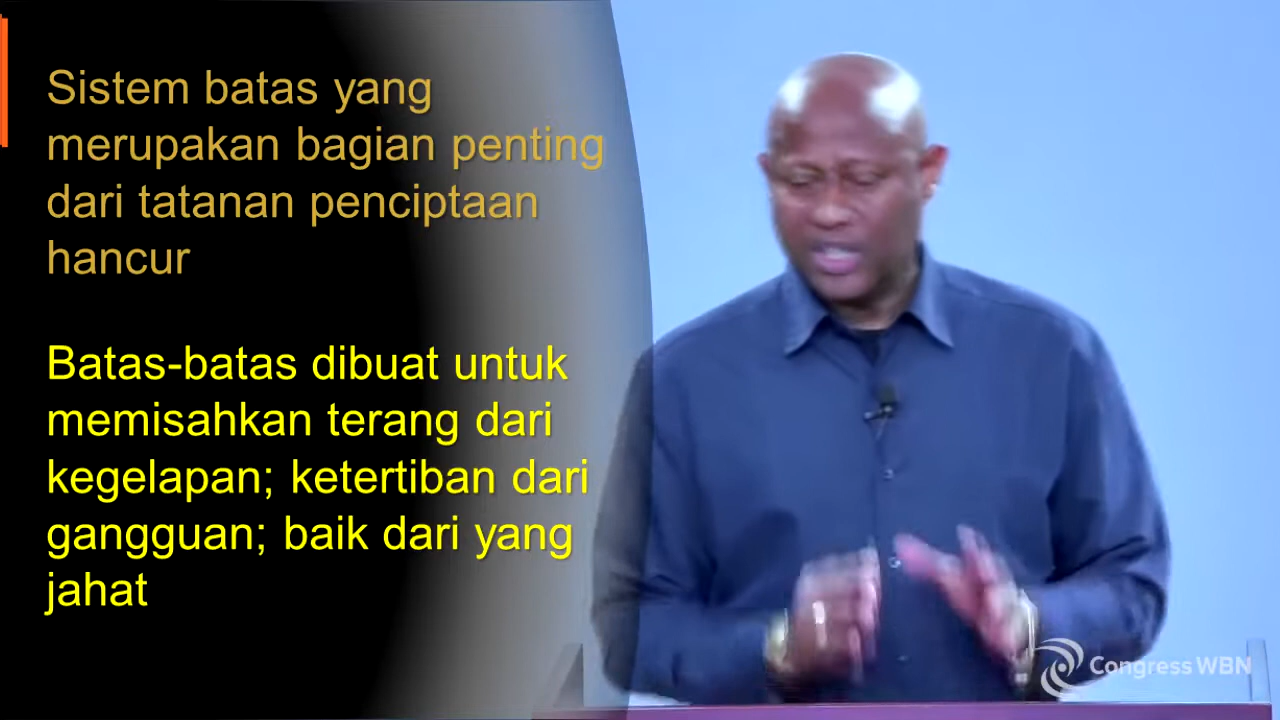 Sistem batas yang
merupakan bagian penting
dari tatanan penciptaan
hancur
Batas-batas dibuat untuk
memisahkan terang dari
kegelapan; ketertiban dari
gangguan; baik dari yang
jahat
Congress WBN